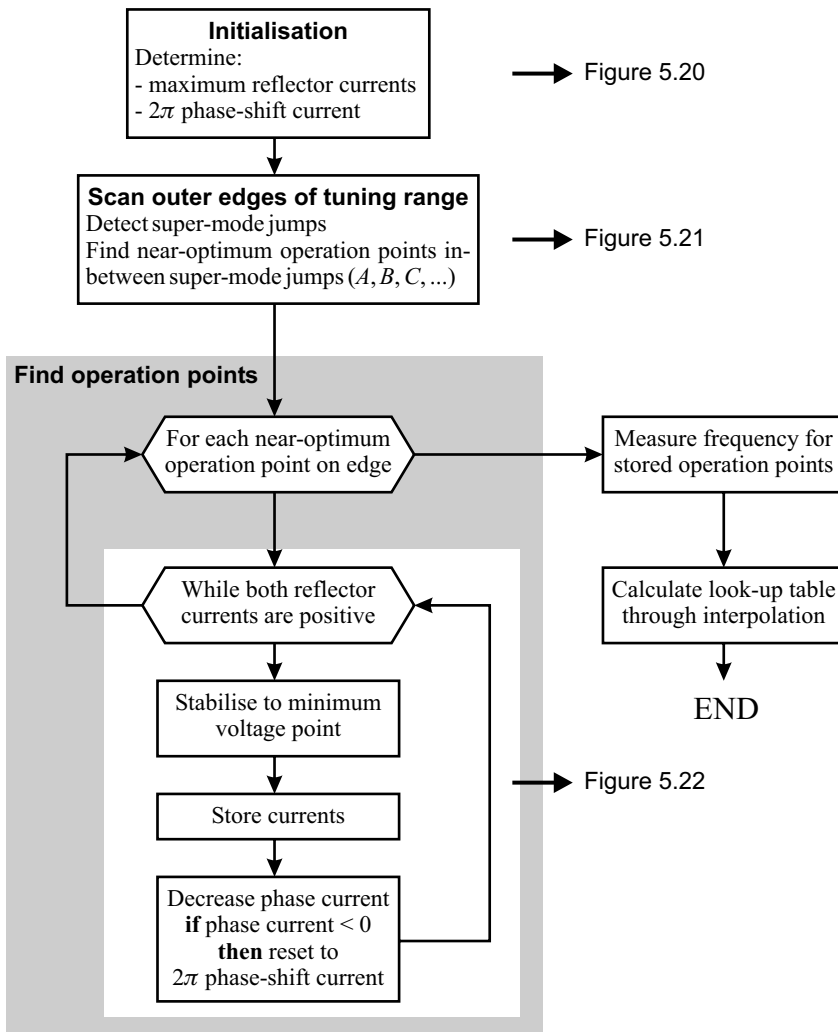 Initialisation
Determine:
- maximum reflector currents
- 2π phase-shift current
Figure 5.20
Scan outer edges of tuning range
Detect super-mode jumps
Find near-optimum operation points in-
between super-mode jumps (A, B, C, ...)
Figure 5.21
Find operation points
For each near-optimum
operation point on edge
Measure frequency for
stored operation points
While both reflector
currents are positive
Calculate look-up table
through interpolation
END
Stabilise to minimum
voltage point
Figure 5.22
Store currents
Decrease phase current
if phase current < 0
then reset to
2π phase-shift current